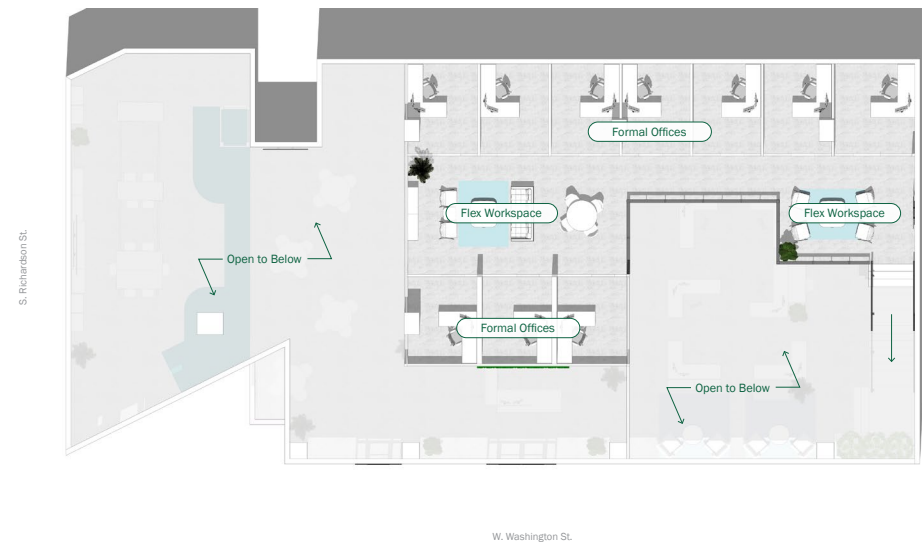 Formal Offices
Flex Workspace
Flex Workspace
S. Richardson St.
Open to Below
Formal Offices
Open to Below
W. Washington St.